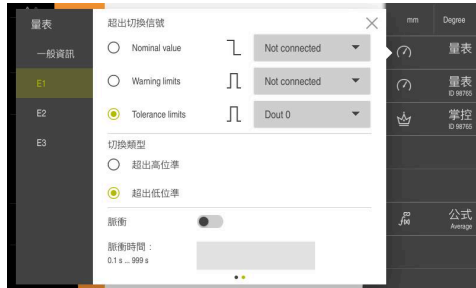 量表
一般資訊
E1
E2
E3
超出切換信號
Nominal value
Not connected
Warning limits
Not connected
Tolerance limits
Dout 0
切換類型
超出高位準
超出低位準
脈衝
脈衝時間：
0.1 s ... 999 s
mm
Degree
量表
量表
ID 98765
掌控
ID 98765
f(x)
公式
Average